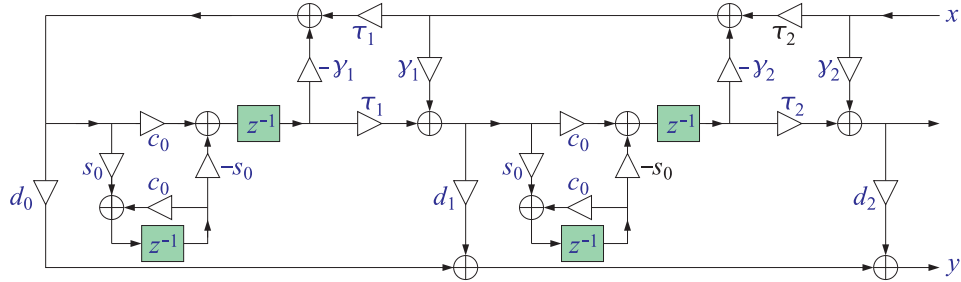 x
τ₁ τ₂
-γ₁ γ₁ -γ₂ γ₂
τ₁ τ₂
z⁻¹ z⁻¹
c₀ c₀
s₀ -s₀ s₀ -s₀
c₀ c₀
d₀ d₁ d₂
z⁻¹ z⁻¹
y